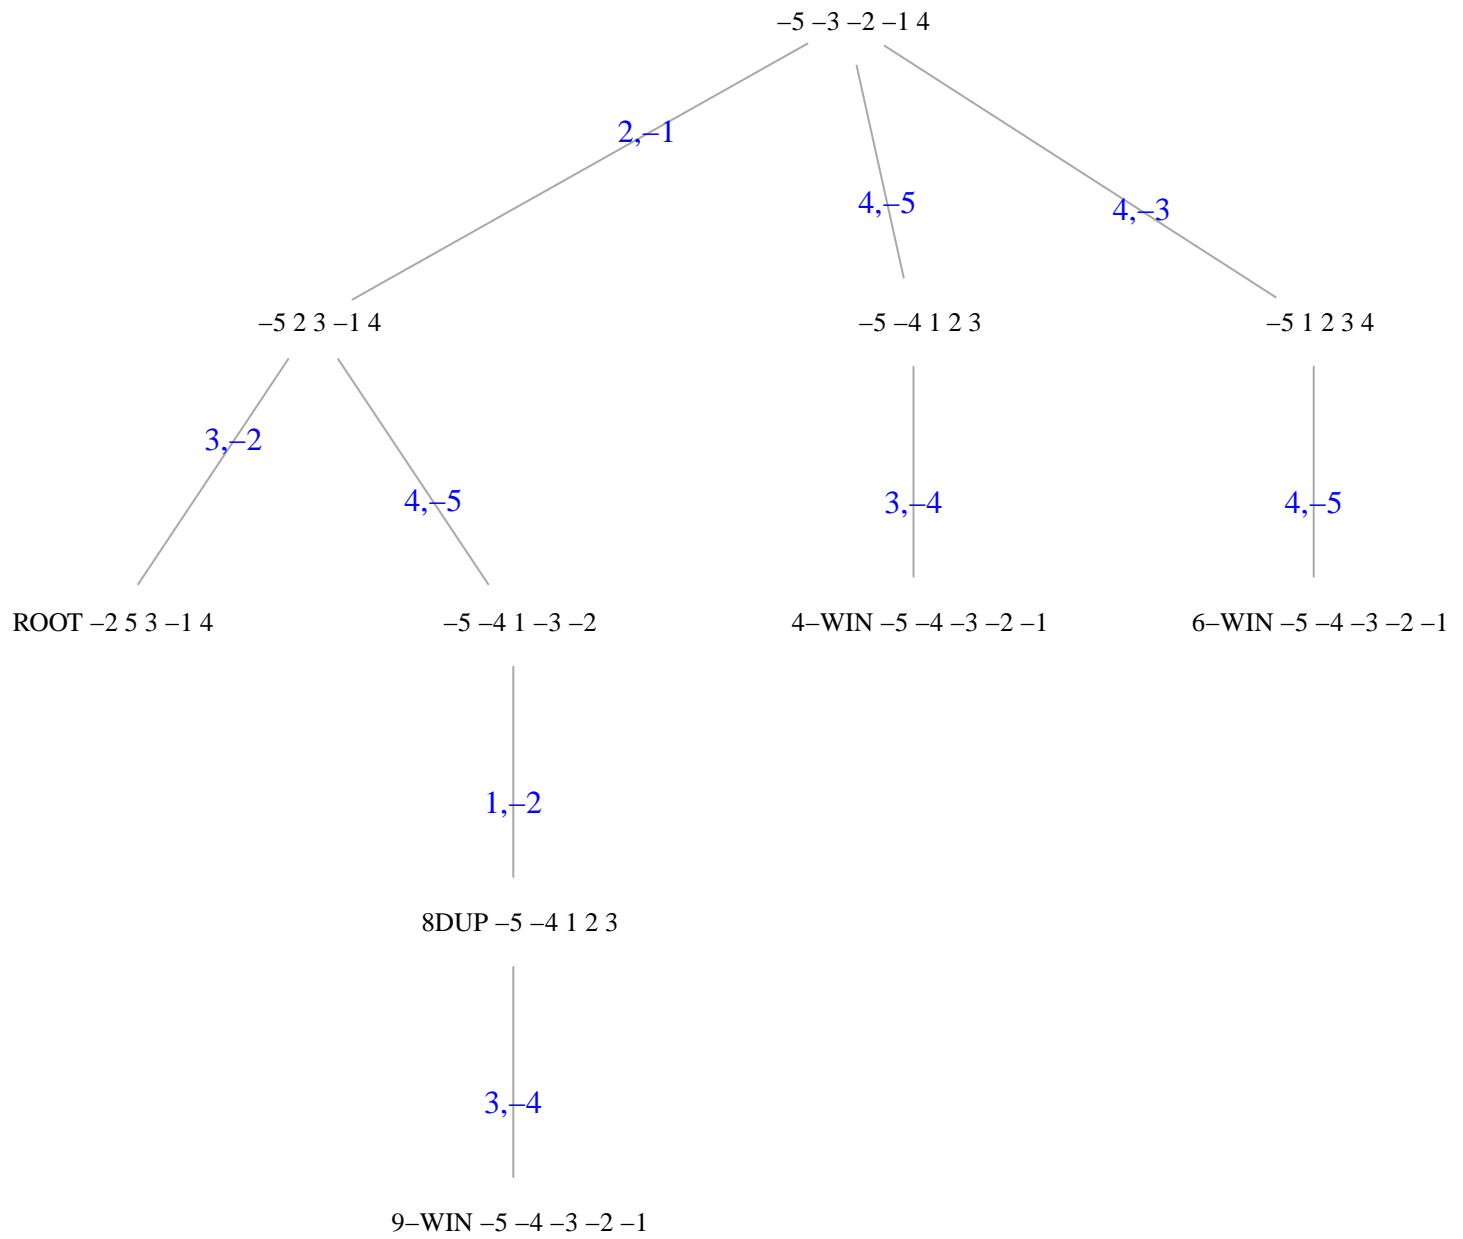 –5 –3 –2 –1 4
2,–1
4,–5
4,–3
–5 2 3 –1 4
–5 –4 1 2 3
–5 1 2 3 4
3,–2
4,–5
3,–4
4,–5
ROOT –2 5 3 –1 4
–5 –4 1 –3 –2
4–WIN –5 –4 –3 –2 –1
6–WIN –5 –4 –3 –2 –1
1,–2
8DUP –5 –4 1 2 3
3,–4
9–WIN –5 –4 –3 –2 –1